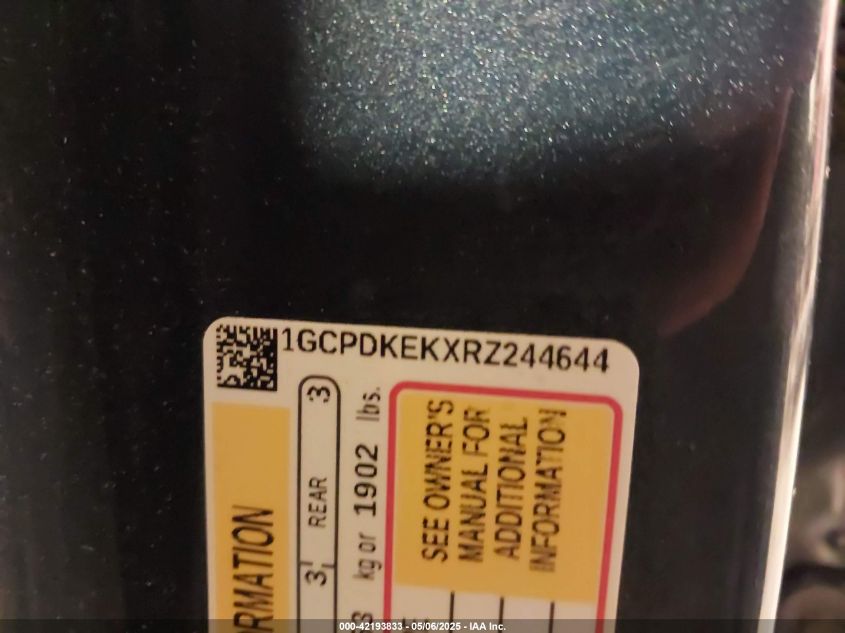 1GCPDKEKXRZ244644
REAR 3
3
kg or 1902 lbs.
SEE OWNER'S
MANUAL FOR
ADDITIONAL
INFORMATION
000-42193833 - 05/06/2025 - IAA Inc.